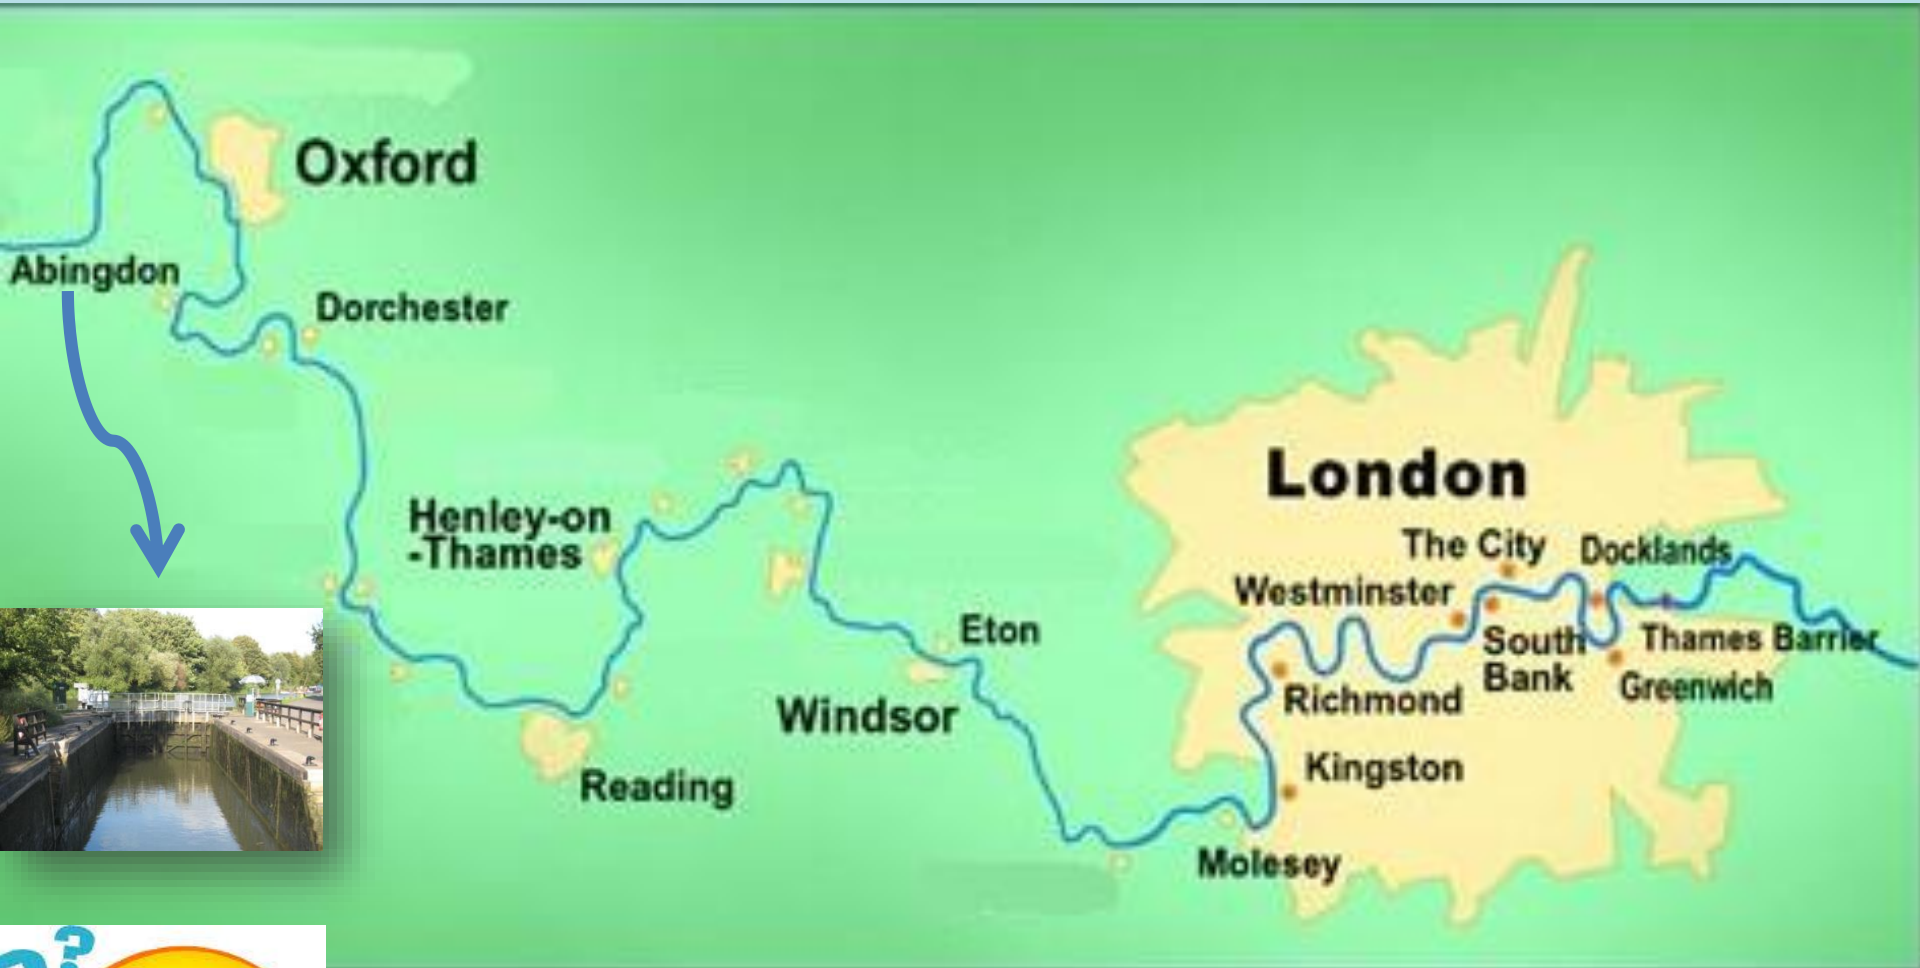 Oxford
Abingdon
Dorchester
Henley-on
-Thames
London
The City
Docklands
Westminster
Eton
South
Bank
Thames Barrier
Richmond
Greenwich
Windsor
Kingston
Reading
Molesey
? ?